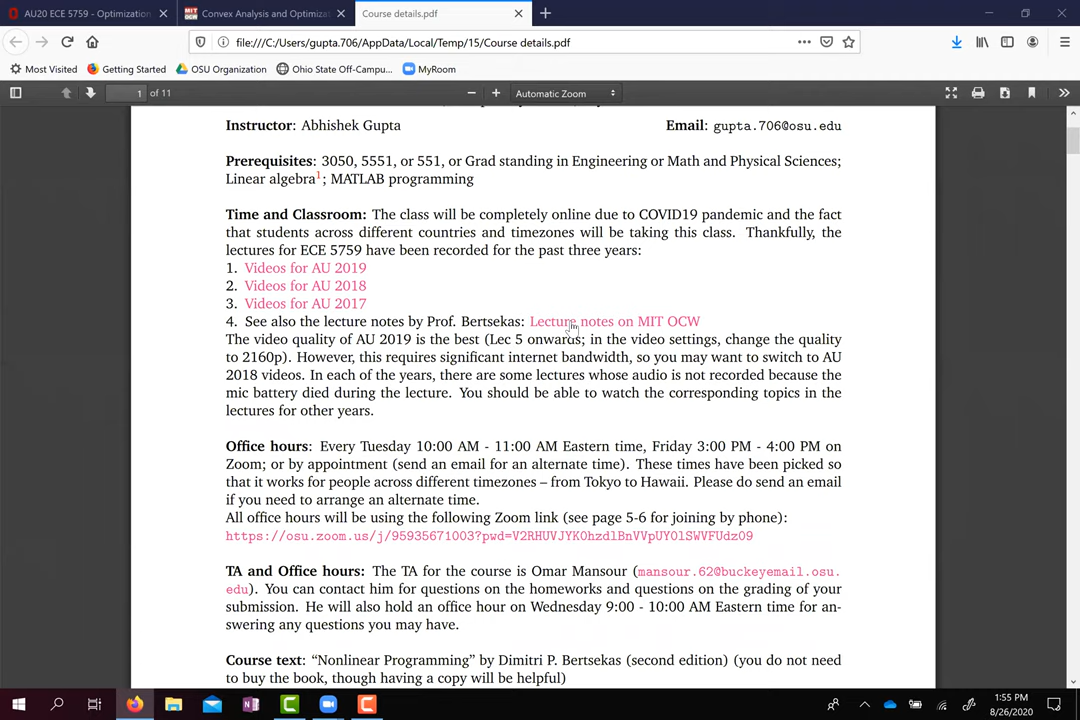 AU20 ECE 5759 - Optimization
Convex Analysis and Optimizat
Course details.pdf
file:///C:/Users/gupta.706/AppData/Local/Temp/15/Course details.pdf
Most Visited
Getting Started
OSU Organization
Ohio State Off-Campu...
MyRoom
1 of 11
Automatic Zoom
Instructor: Abhishek Gupta Email: gupta.706@osu.edu
Prerequisites: 3050, 5551, or 551, or Grad standing in Engineering or Math and Physical Sciences;
Linear algebra1; MATLAB programming
Time and Classroom: The class will be completely online due to COVID19 pandemic and the fact
that students across different countries and timezones will be taking this class. Thankfully, the
lectures for ECE 5759 have been recorded for the past three years:
1. Videos for AU 2019
2. Videos for AU 2018
3. Videos for AU 2017
4. See also the lecture notes by Prof. Bertsekas: Lecture notes on MIT OCW
The video quality of AU 2019 is the best (Lec 5 onwards; in the video settings, change the quality
to 2160p). However, this requires significant internet bandwidth, so you may want to switch to AU
2018 videos. In each of the years, there are some lectures whose audio is not recorded because the
mic battery died during the lecture. You should be able to watch the corresponding topics in the
lectures for other years.
Office hours: Every Tuesday 10:00 AM - 11:00 AM Eastern time, Friday 3:00 PM - 4:00 PM on
Zoom; or by appointment (send an email for an alternate time). These times have been picked so
that it works for people across different timezones – from Tokyo to Hawaii. Please do send an email
if you need to arrange an alternate time.
All office hours will be using the following Zoom link (see page 5-6 for joining by phone):
https://osu.zoom.us/j/95935671003?pwd=V2RHUVJYK0hzdlBnVVpUY0lSWVFUdz09
TA and Office hours: The TA for the course is Omar Mansour (mansour.62@buckeyemail.osu.
edu). You can contact him for questions on the homeworks and questions on the grading of your
submission. He will also hold an office hour on Wednesday 9:00 - 10:00 AM Eastern time for an-
swering any questions you may have.
Course text: “Nonlinear Programming” by Dimitri P. Bertsekas (second edition) (you do not need
to buy the book, though having a copy will be helpful)
1:55 PM
8/26/2020